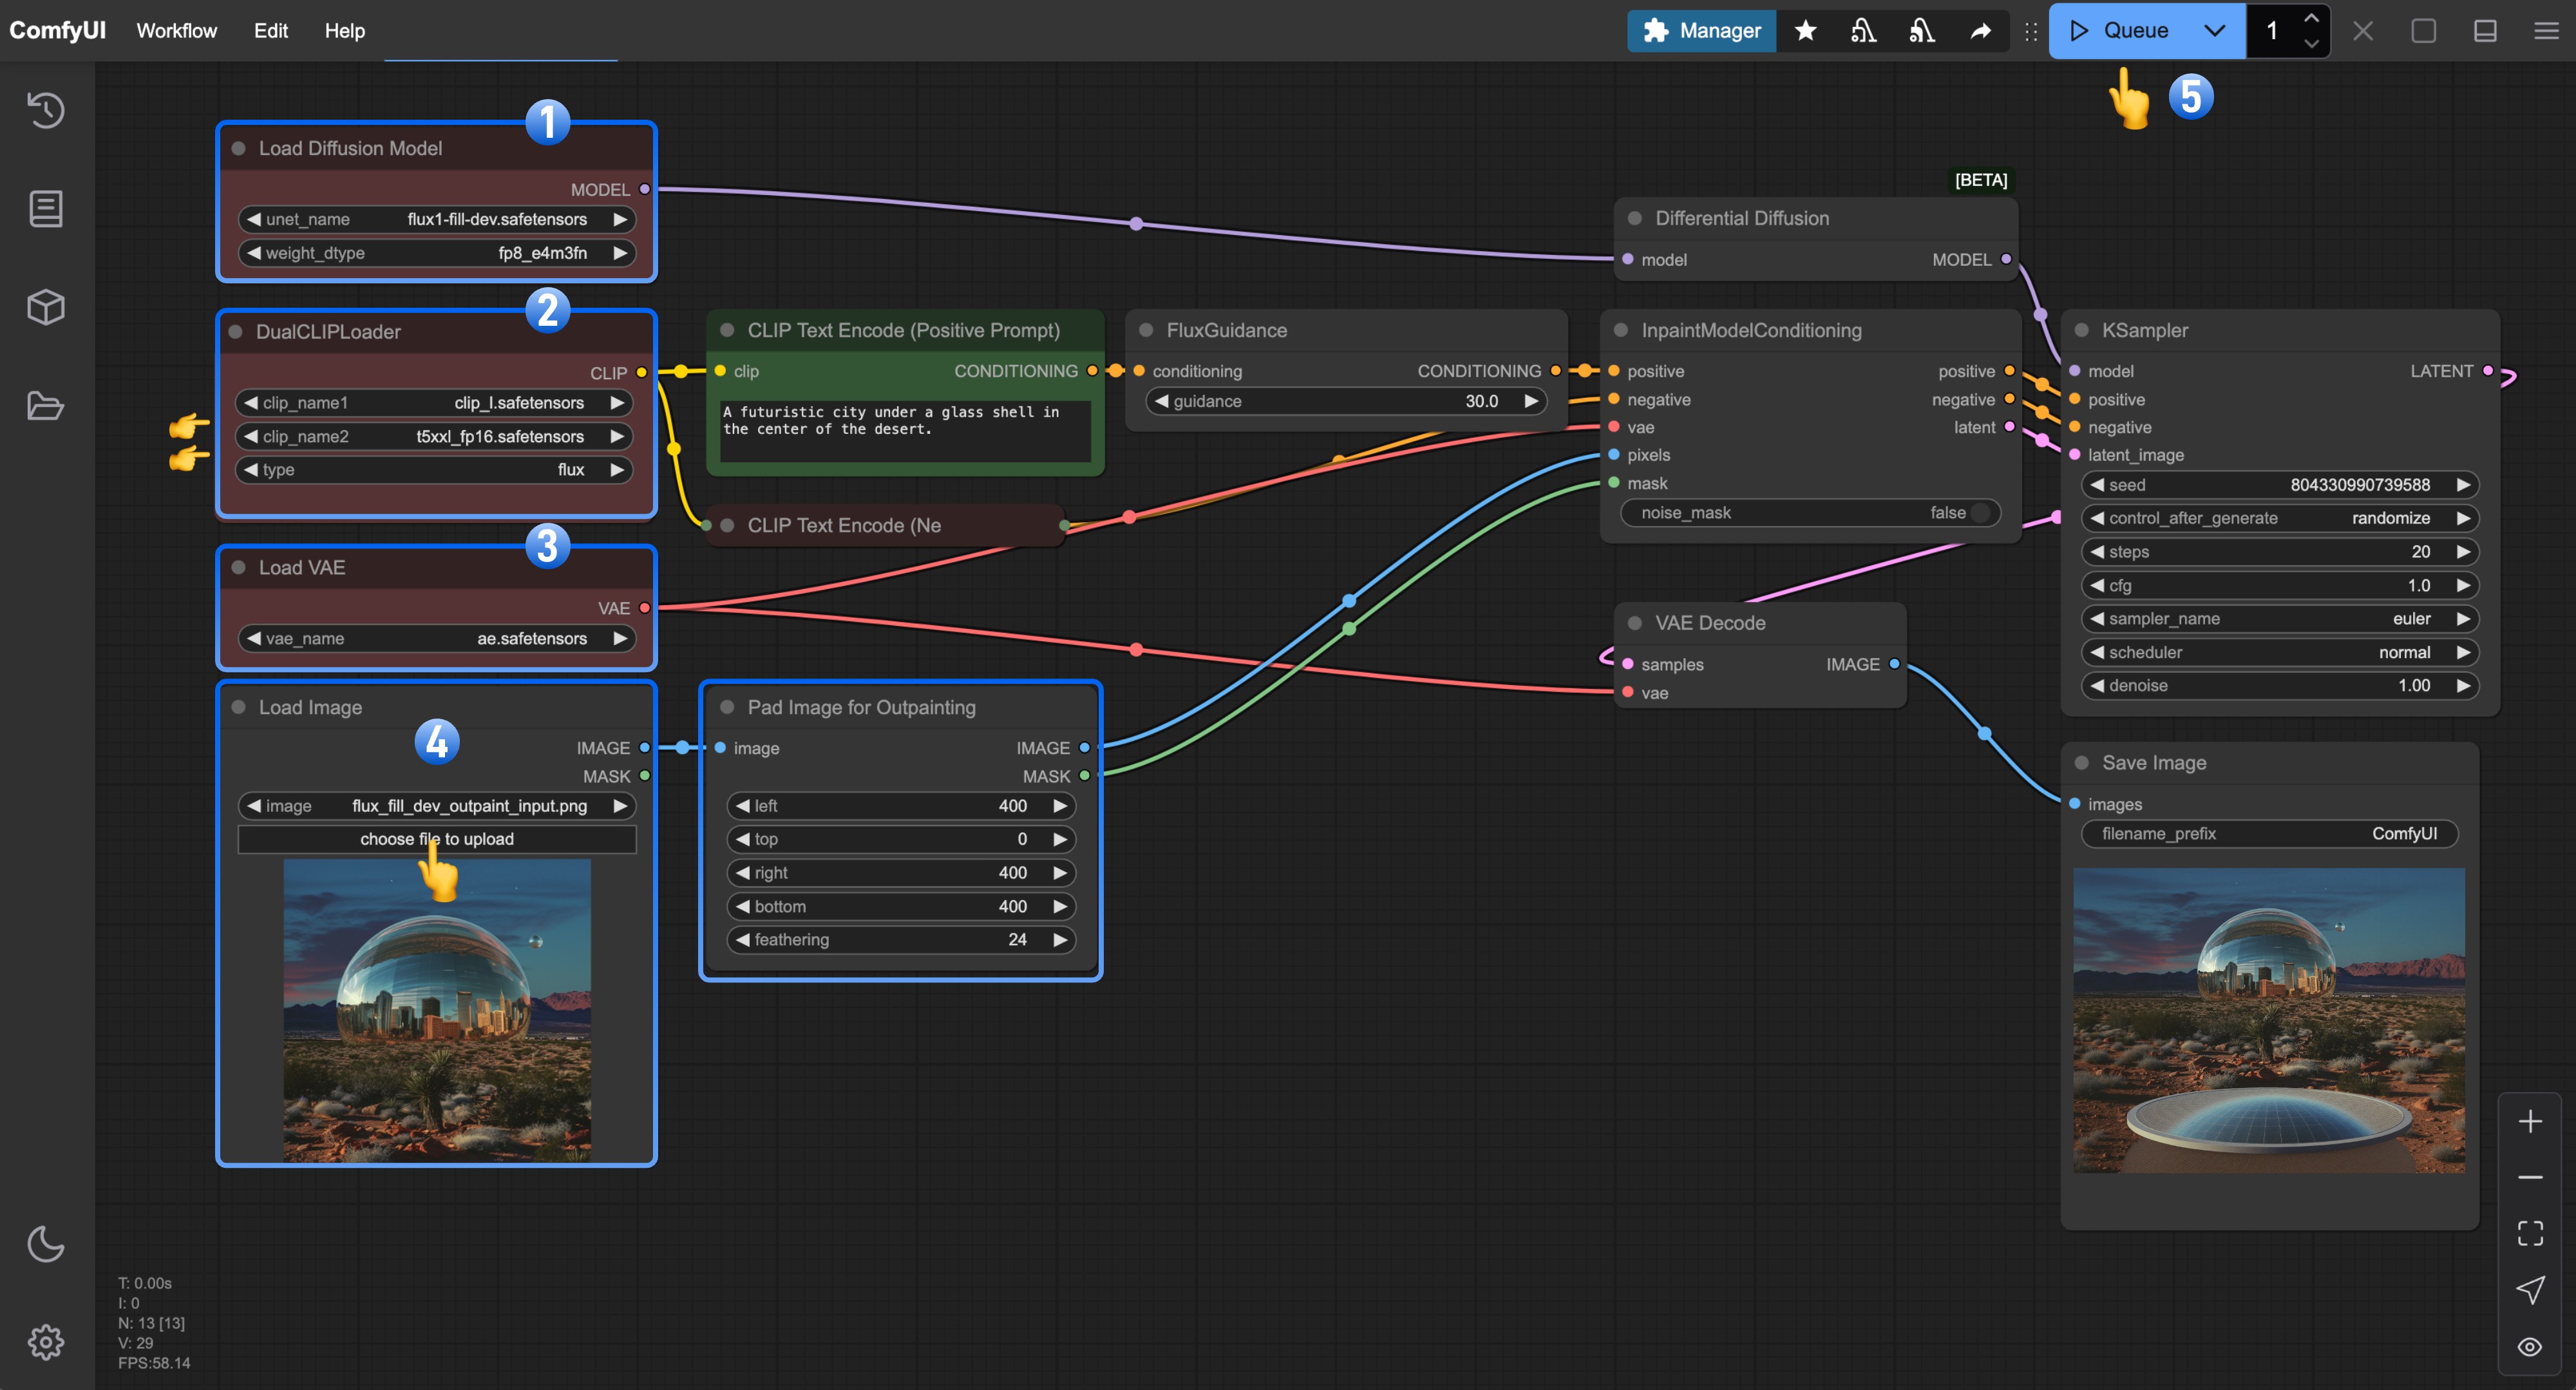 ComfyUI
Workflow
Edit
Help
Manager
Queue
1
5
1
Load Diffusion Model
MODEL
unet_name flux1-fill-dev.safetensors
weight_dtype fp8_e4m3fn
2
DualCLIPLoader
CLIP
clip_name1 clip_l.safetensors
clip_name2 t5xxl_fp16.safetensors
type flux
3
Load VAE
VAE
vae_name ae.safetensors
Load Image
4
IMAGE
MASK
image flux_fill_dev_outpaint_input.png
choose file to upload
CLIP Text Encode (Positive Prompt)
clip CONDITIONING
A futuristic city under a glass shell in
the center of the desert.
CLIP Text Encode (Ne
Pad Image for Outpainting
image IMAGE
MASK
left 400
top 0
right 400
bottom 400
feathering 24
FluxGuidance
conditioning CONDITIONING
guidance 30.0
[BETA]
Differential Diffusion
model MODEL
InpaintModelConditioning
positive positive
negative negative
vae latent
pixels
mask
noise_mask false
VAE Decode
samples IMAGE
vae
KSampler
model LATENT
positive
negative
latent_image
seed 804330990739588
control_after_generate randomize
steps 20
cfg 1.0
sampler_name euler
scheduler normal
denoise 1.00
Save Image
images
filename_prefix ComfyUI
T: 0.00s
I: 0
N: 13 [13]
V: 29
FPS:58.14